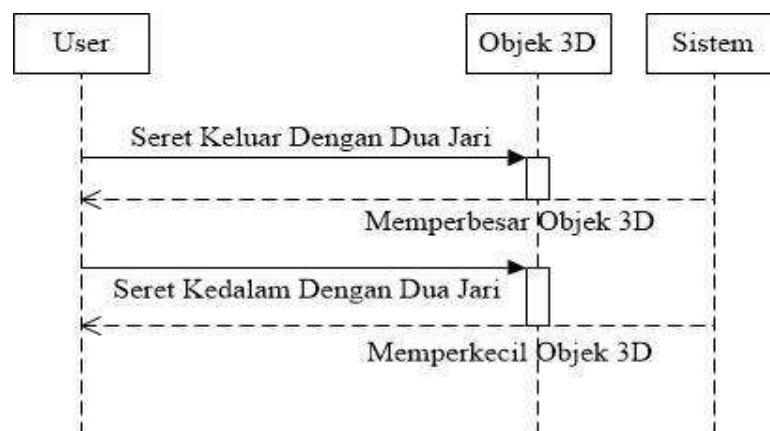 User
Objek 3D
Sistem
Seret Keluar Dengan Dua Jari
Memperbesar Objek 3D
Seret Kedalam Dengan Dua Jari
Memperkecil Objek 3D